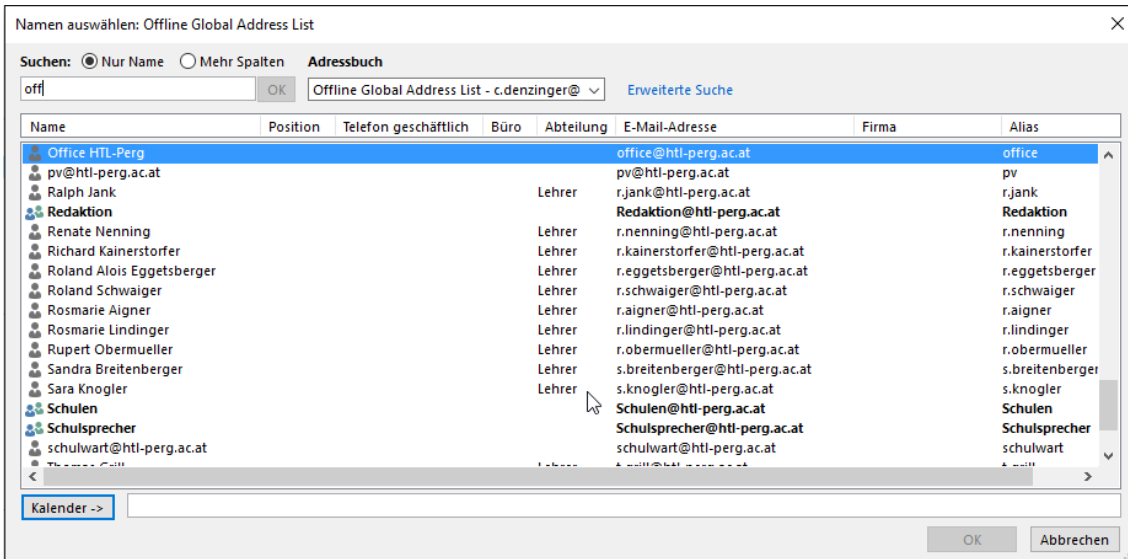 Namen auswählen: Offline Global Address List
Suchen: Nur Name Mehr Spalten Adressbuch
off OK Offline Global Address List - c.denzinger@ Erweiterte Suche
Name Position Telefon geschäftlich Büro Abteilung E-Mail-Adresse Firma Alias
Office HTL-Perg office@htl-perg.ac.at office
pv@htl-perg.ac.at pv@htl-perg.ac.at pv
Ralph Jank Lehrer r.jank@htl-perg.ac.at r.jank
Redaktion Redaktion@htl-perg.ac.at Redaktion
Renate Nenning Lehrer r.nenning@htl-perg.ac.at r.nenning
Richard Kainerstorfer Lehrer r.kainerstorfer@htl-perg.ac.at r.kainerstorfer
Roland Alois Eggetsberger Lehrer r.eggetsberger@htl-perg.ac.at r.eggetsberger
Roland Schwaiger Lehrer r.schwaiger@htl-perg.ac.at r.schwaiger
Rosmarie Aigner Lehrer r.aigner@htl-perg.ac.at r.aigner
Rosmarie Lindinger Lehrer r.lindinger@htl-perg.ac.at r.lindinger
Rupert Obermueller Lehrer r.obermueller@htl-perg.ac.at r.obermueller
Sandra Breitenberger Lehrer s.breitenberger@htl-perg.ac.at s.breitenberger
Sara Knogler Lehrer s.knogler@htl-perg.ac.at s.knogler
Schulen Schulen@htl-perg.ac.at Schulen
Schulsprecher Schulsprecher@htl-perg.ac.at Schulsprecher
schulwart@htl-perg.ac.at schulwart@htl-perg.ac.at schulwart
Kalender ->
OK Abbrechen